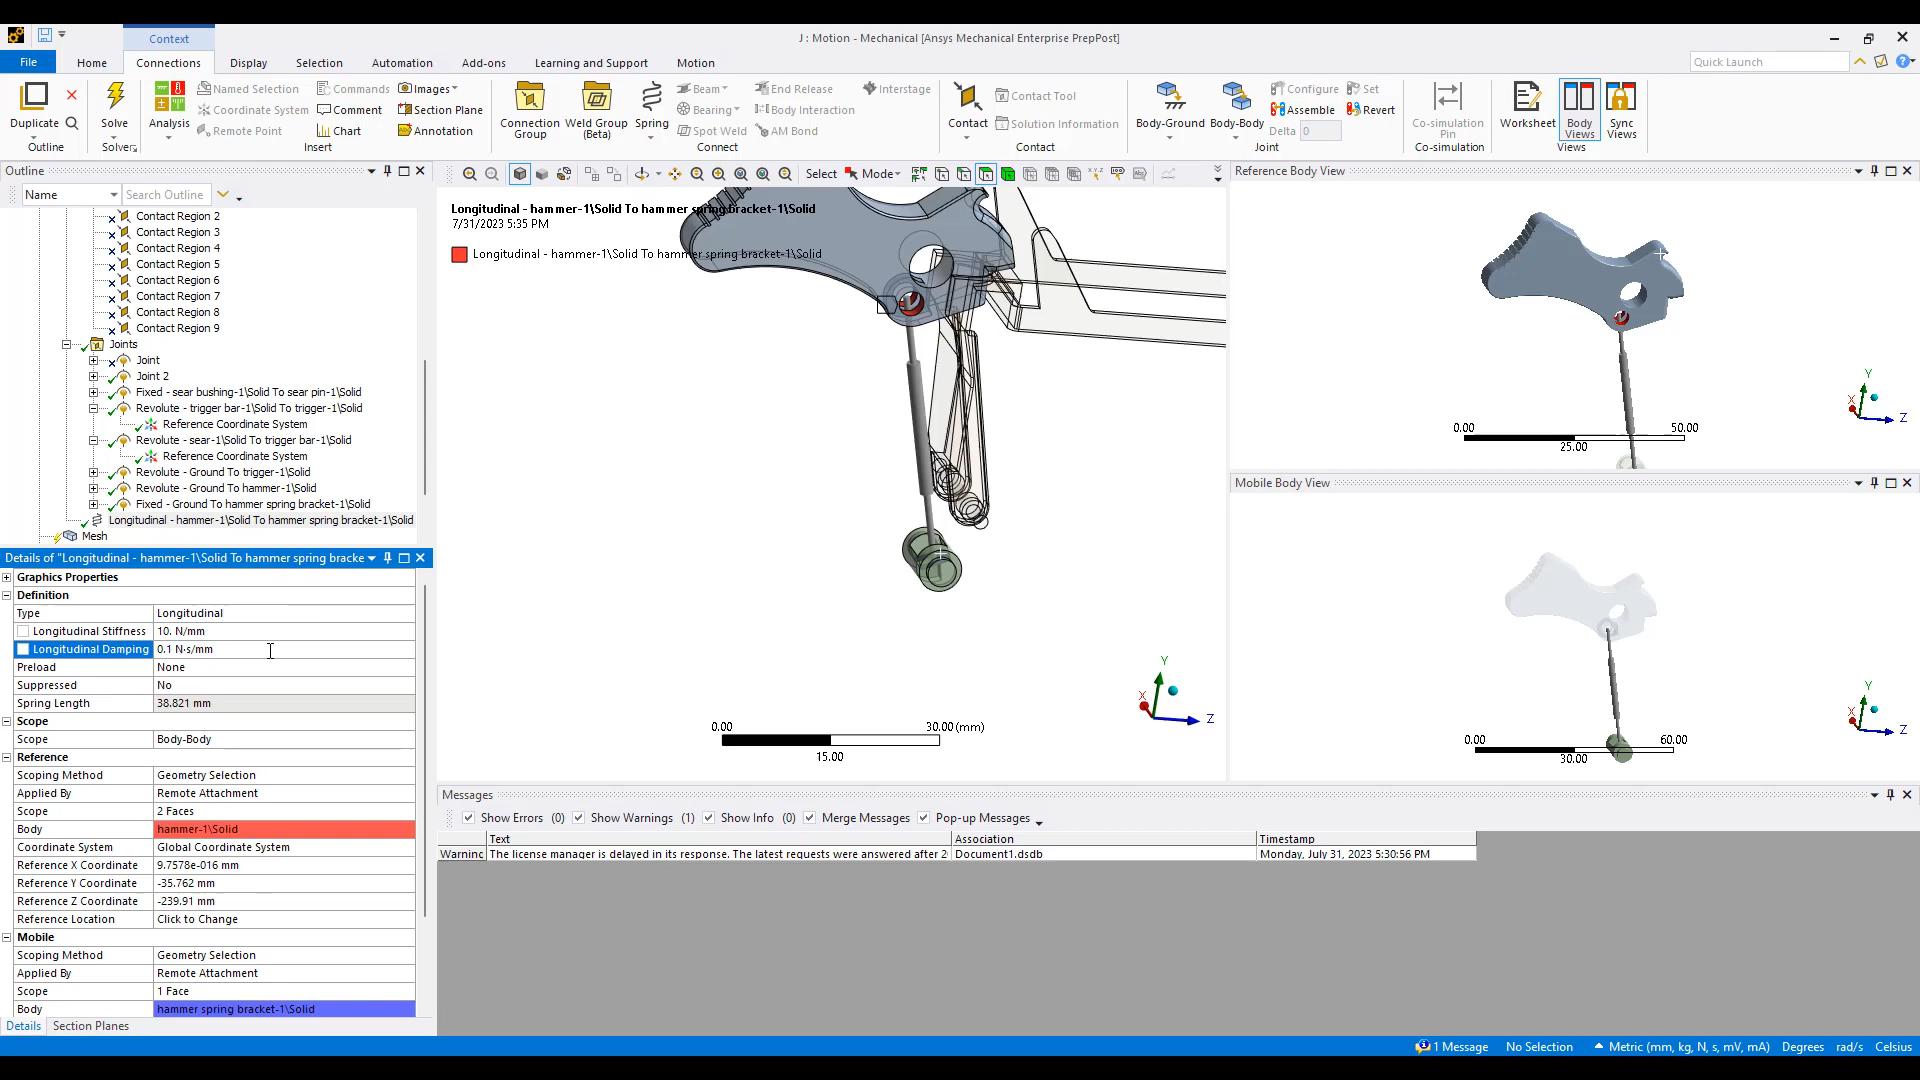 Context
J : Motion - Mechanical [Ansys Mechanical Enterprise PrepPost]
File
Home
Connections
Display
Selection
Automation
Add-ons
Learning and Support
Motion
Quick Launch
Duplicate
Outline
Solve
Solver
Analysis
Named Selection
Coordinate System
Remote Point
Commands
Comment
Chart
Images
Section Plane
Annotation
Insert
Connection Group
Weld Group (Beta)
Spring
Beam
Bearing
Spot Weld
End Release
Body Interaction
AM Bond
Interstage
Connect
Contact
Contact Tool
Solution Information
Contact
Body-Ground
Body-Body
Configure
Assemble
Delta 0
Set
Revert
Joint
Co-simulation Pin
Co-simulation
Worksheet
Body Views
Sync Views
Views
Outline
Name
Search Outline
Contact Region 2
Contact Region 3
Contact Region 4
Contact Region 5
Contact Region 6
Contact Region 7
Contact Region 8
Contact Region 9
Joints
Joint
Joint 2
Fixed - sear bushing-1\Solid To sear pin-1\Solid
Revolute - trigger bar-1\Solid To trigger-1\Solid
Reference Coordinate System
Revolute - sear-1\Solid To trigger bar-1\Solid
Reference Coordinate System
Revolute - Ground To trigger-1\Solid
Revolute - Ground To hammer-1\Solid
Fixed - Ground To hammer spring bracket-1\Solid
Longitudinal - hammer-1\Solid To hammer spring bracket-1\Solid
Mesh
Details of "Longitudinal - hammer-1\Solid To hammer spring bracke
Graphics Properties
Definition
Type Longitudinal
Longitudinal Stiffness 10. N/mm
Longitudinal Damping 0.1 N·s/mm
Preload None
Suppressed No
Spring Length 38.821 mm
Scope
Scope Body-Body
Reference
Scoping Method Geometry Selection
Applied By Remote Attachment
Scope 2 Faces
Body hammer-1\Solid
Coordinate System Global Coordinate System
Reference X Coordinate 9.7578e-016 mm
Reference Y Coordinate -35.762 mm
Reference Z Coordinate -239.91 mm
Reference Location Click to Change
Mobile
Scoping Method Geometry Selection
Applied By Remote Attachment
Scope 1 Face
Body hammer spring bracket-1\Solid
Details
Section Planes
Select
Mode
Longitudinal - hammer-1\Solid To hammer spring bracket-1\Solid
7/31/2023 5:35 PM
Longitudinal - hammer-1\Solid To hammer spring bracket-1\Solid
Y
X
Z
0.00
30.00 (mm)
15.00
Reference Body View
Y
X
Z
0.00
50.00
25.00
Mobile Body View
Y
X
Z
0.00
60.00
30.00
Messages
Show Errors (0)
Show Warnings (1)
Show Info (0)
Merge Messages
Pop-up Messages
Text
Association
Timestamp
Warninc
The license manager is delayed in its response. The latest requests were answered after 2
Document1.dsdb
Monday, July 31, 2023 5:30:56 PM
1 Message
No Selection
Metric (mm, kg, N, s, mV, mA)
Degrees
rad/s
Celsius